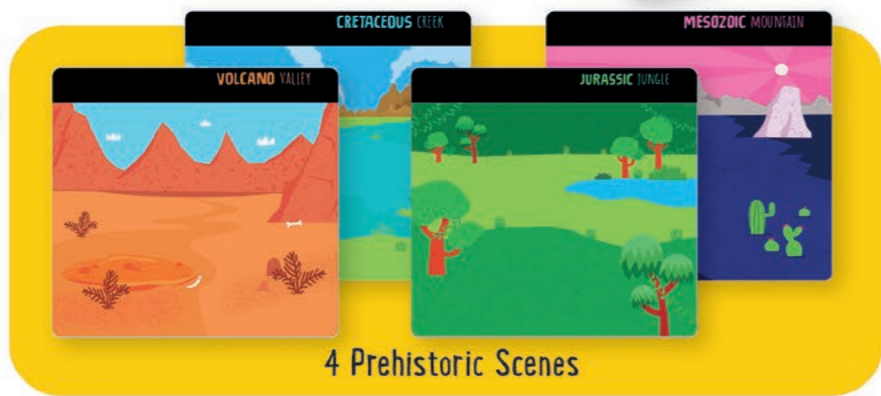 CRETACEOUS CREEK
MESOZOIC MOUNTAIN
VOLCANO VALLEY
JURASSIC JUNGLE
4 Prehistoric Scenes